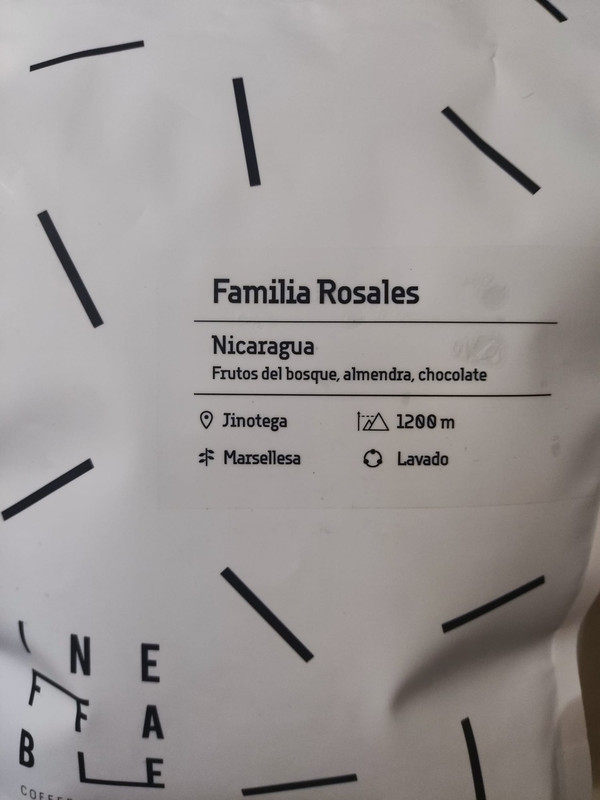 Familia Rosales
Nicaragua
Frutos del bosque, almendra, chocolate
Jinotega 1200 m
Marsellesa Lavado
I N E
F F A
B L E